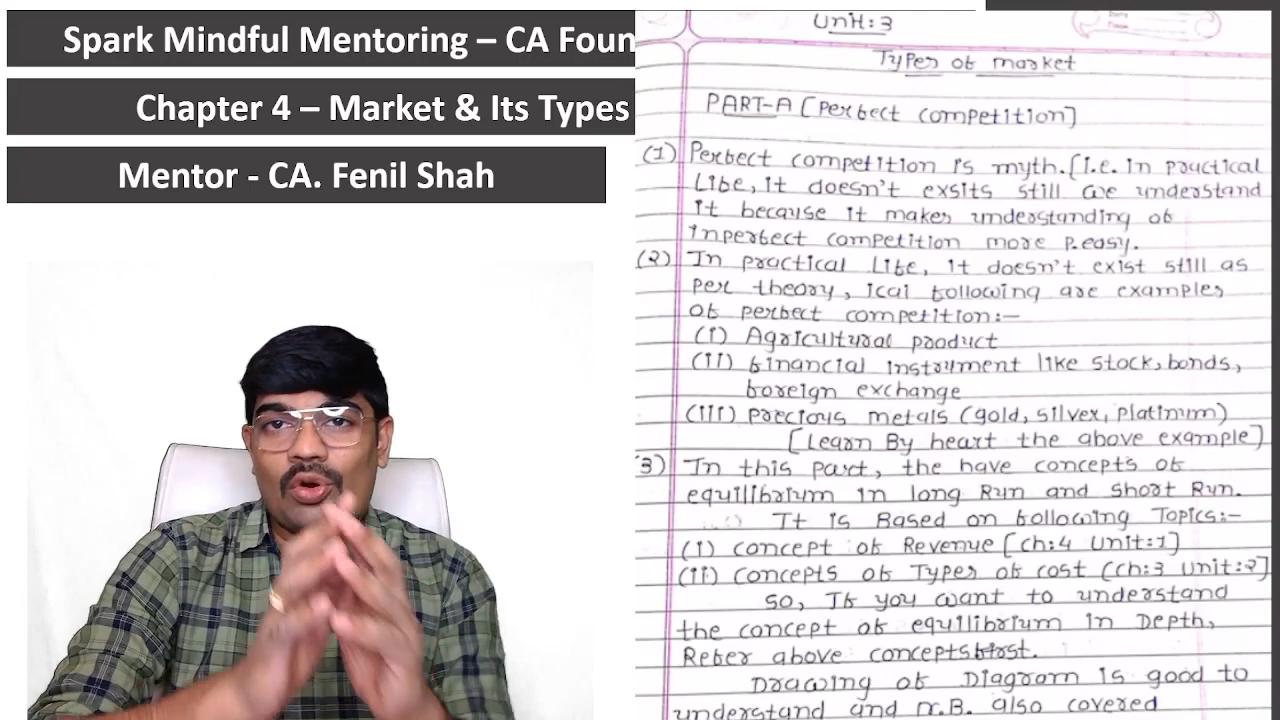 Spark Mindful Mentoring – CA Foun
Chapter 4 – Market & Its Types
Mentor - CA. Fenil Shah
Unit:3
Types of market
PART-A [Perfect competition]
(1) Perfect competition is myth.[i.e. in practical
Life, it doesn't exsits still we understand
it because it makes understanding of
inperfect competition more p.easy.
(2) In practical Life, it doesn't exist still as
per theory, icai following are examples
of perfect competition:-
(i) Agricultural product
(ii) financial instrument like stock, bonds,
foreign exchange
(iii) precious metals (gold, silver, platinum)
[Learn By heart the above example]
3) In this part, the have concepts of
equilibrium in long Run and short Run.
It is Based on following Topics:-
(i) concept of Revenue [ch:4 Unit:1]
(ii) concepts of Types of cost (ch:3 Unit:2]
so, If you want to understand
the concept of equilibrium in Depth,
Refer above concepts first.
Drawing of Diagram is good to
understand and N.B. also covered